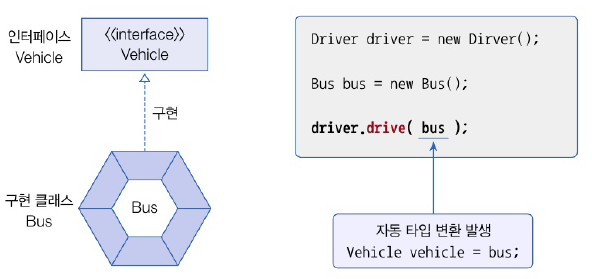 인터페이스
Vehicle
<<interface>>
Vehicle
구현
구현 클래스
Bus
Bus
Driver driver = new Dirver();
Bus bus = new Bus();
driver.drive( bus );
자동 타입 변환 발생
Vehicle vehicle = bus;